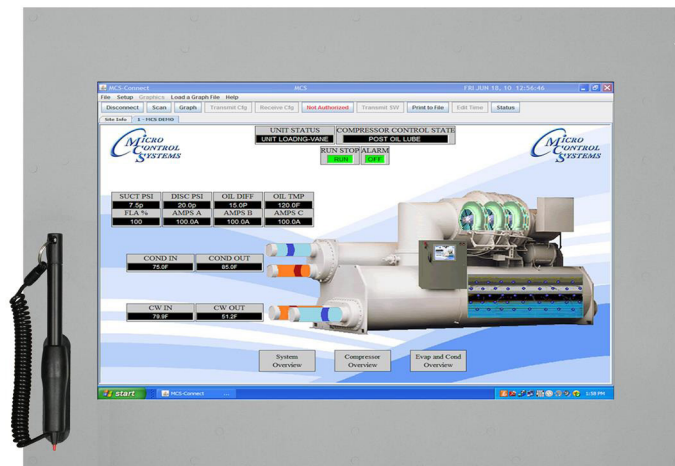 MCS-Connect MCS FRI JUN 18, 10 12:56:46
File Setup Graphics Load a Graph File Help
Disconnect Scan Graph Transmit Cfg Receive Cfg Not Authorized Transmit SW Print to File Edit Time Status
Site Info 1 - MCS DEMO
MICRO CONTROL SYSTEMS
UNIT STATUS COMPRESSOR CONTROL STATE
UNIT LOADNG-VANE POST OIL LUBE
RUN STOP ALARM
RUN OFF
MICRO CONTROL SYSTEMS
SUCT PSI DISC PSI OIL DIFF OIL TMP
7.5p 20.0p 15.0P 120.0F
FLA % AMPS A AMPS B AMPS C
100 100.0A 100.0A 100.0A
COND IN COND OUT
75.0F 85.0F
CW IN CW OUT
79.9F 51.2F
System Overview Compressor Overview Evap and Cond Overview
start MCS-Connect ... 1:58 PM